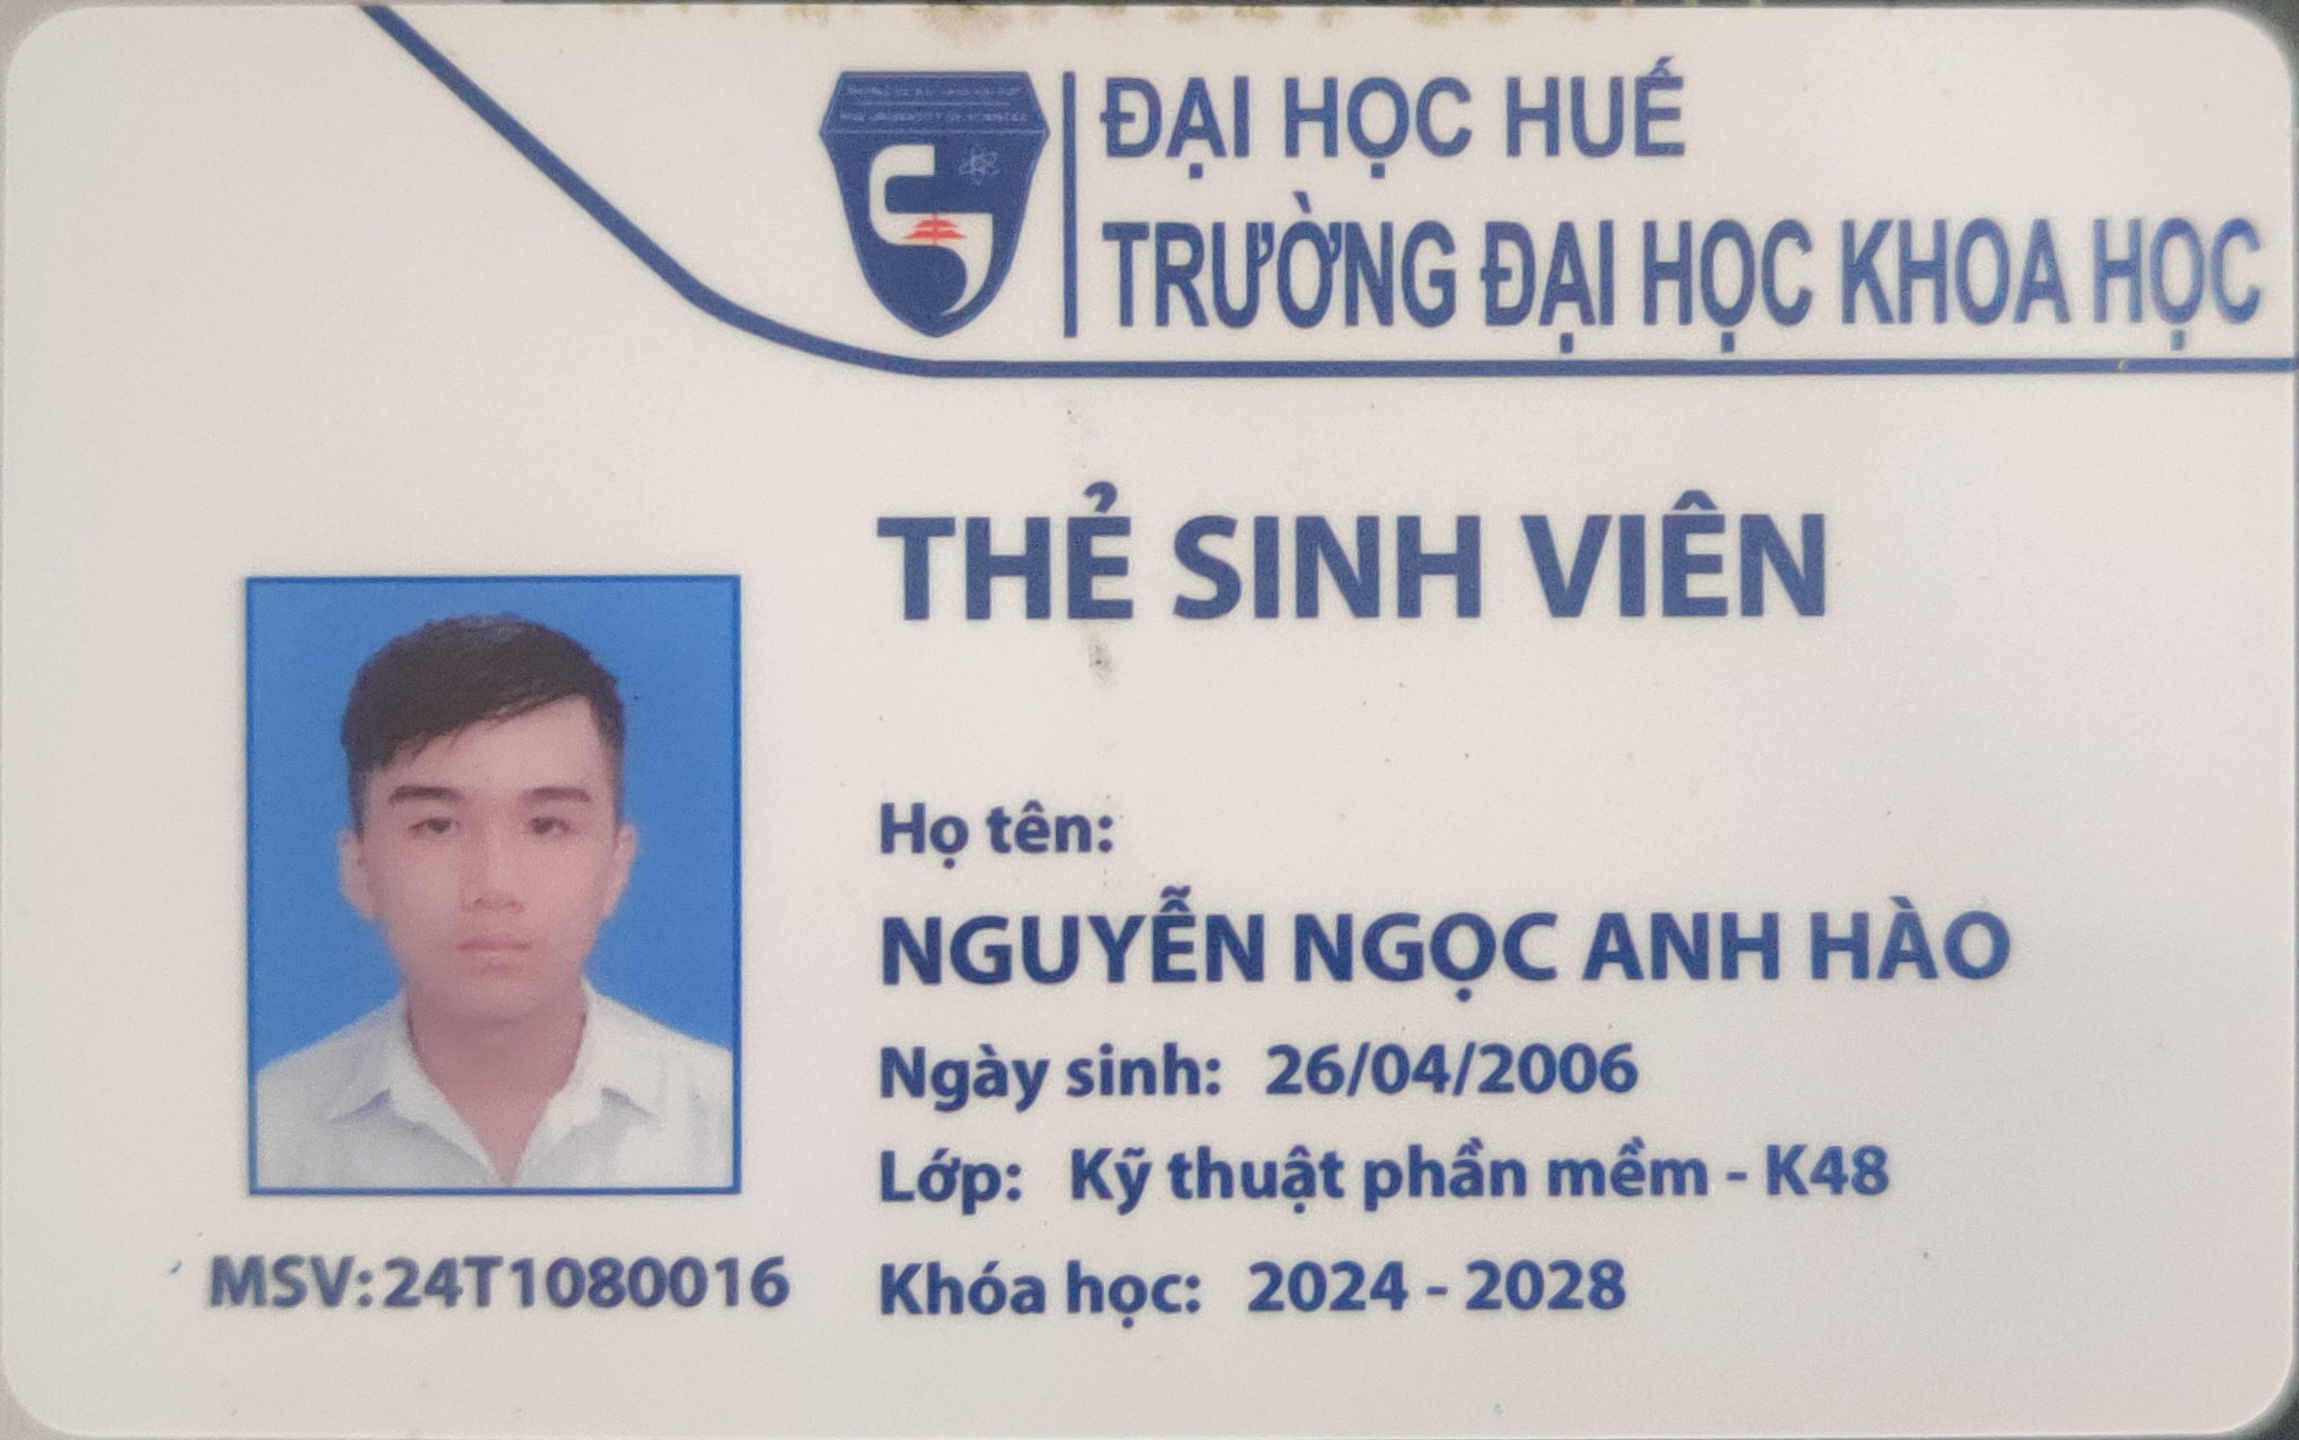 ĐẠI HỌC HUẾ
TRƯỜNG ĐẠI HỌC KHOA HỌC
THẺ SINH VIÊN
Họ tên:
NGUYỄN NGỌC ANH HÀO
Ngày sinh: 26/04/2006
Lớp: Kỹ thuật phần mềm - K48
MSV:24T1080016
Khóa học: 2024 - 2028